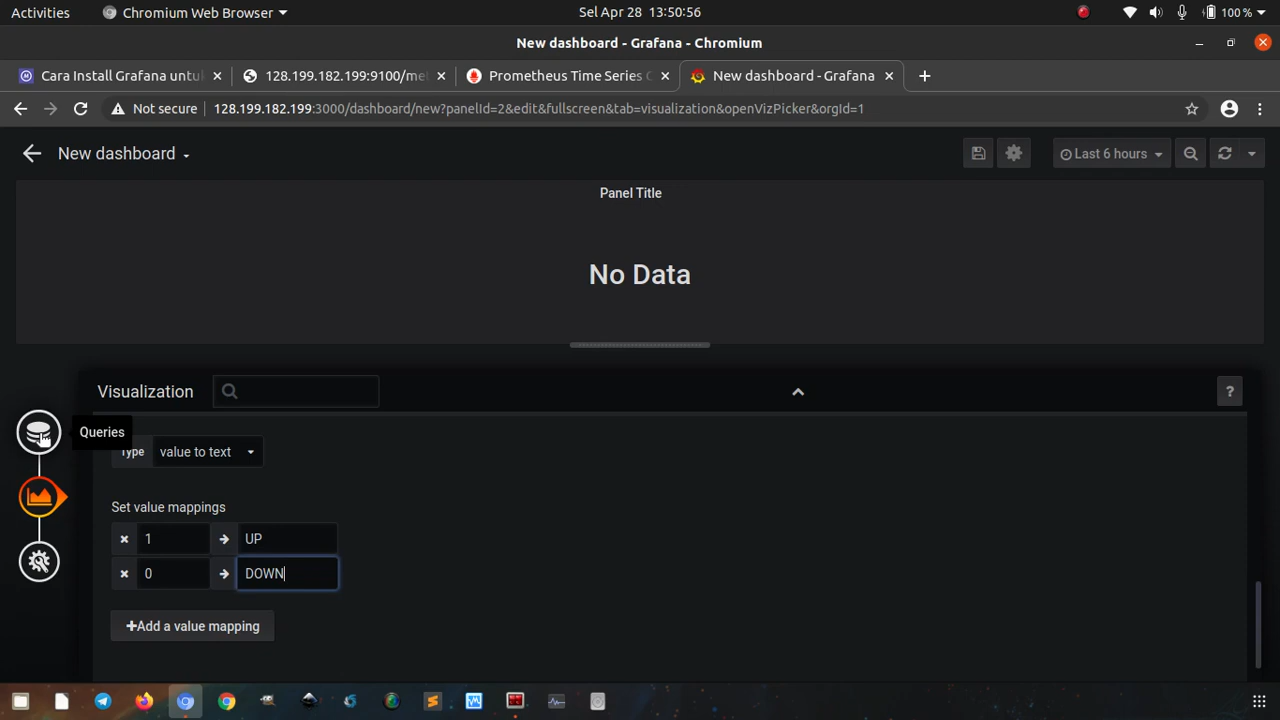 Activities
Chromium Web Browser
Sel Apr 28 13:50:56
100 %
New dashboard - Grafana - Chromium
Cara Install Grafana untuk
128.199.182.199:9100/met
Prometheus Time Series C
New dashboard - Grafana
Not secure
128.199.182.199:3000/dashboard/new?panelId=2&edit&fullscreen&tab=visualization&openVizPicker&orgId=1
New dashboard
Last 6 hours
Panel Title
No Data
Visualization
?
Queries
Type
value to text
Set value mappings
1
UP
0
DOWN
+Add a value mapping